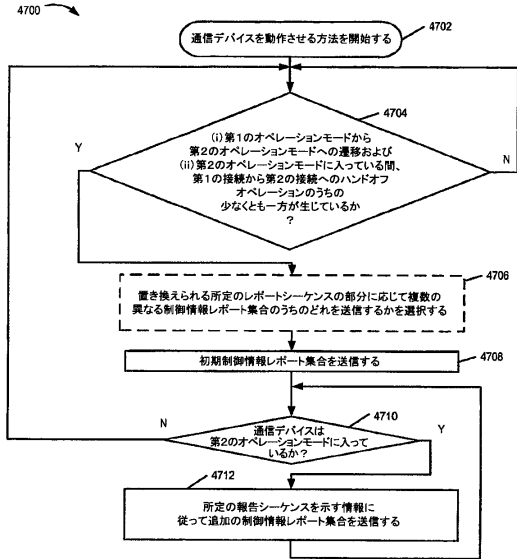 4700
通信デバイスを動作させる方法を開始する
4702
4704
(i)第1のオペレーションモードから
第2のオペレーションモードへの遷移および
(ii)第2のオペレーションモードに入っている間、
第1の接続から第2の接続へのハンドオフ
オペレーションのうちの
少なくとも一方が生じているか
?
Y
N
4706
置き換えられる所定のレポートシーケンスの部分に応じて複数の
異なる制御情報レポート集合のうちのどれを送信するかを選択する
4708
初期制御情報レポート集合を送信する
4710
通信デバイスは
第2のオペレーションモードに入って
いるか?
N
Y
4712
所定の報告シーケンスを示す情報に
従って追加の制御情報レポート集合を送信する